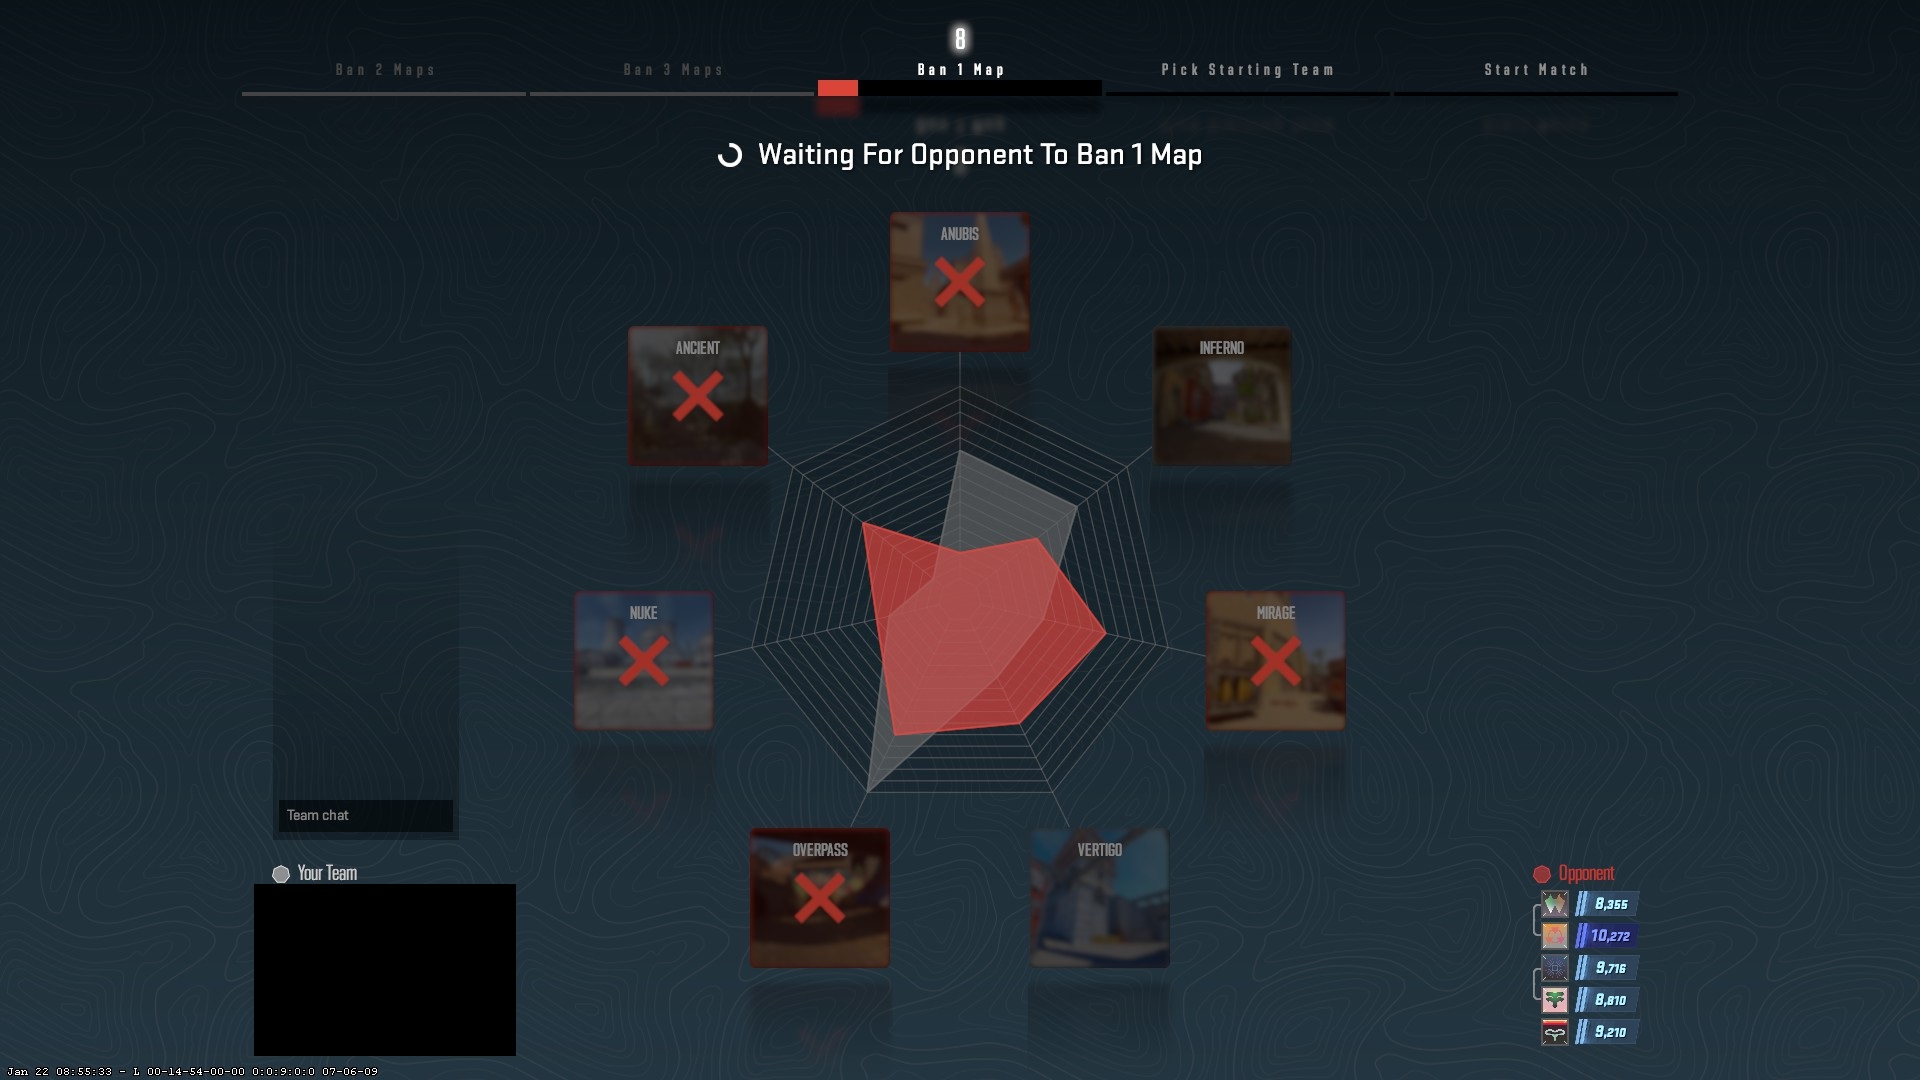 8
Ban 2 Maps
Ban 3 Maps
Ban 1 Map
Pick Starting Team
Start Match
Waiting For Opponent To Ban 1 Map
ANUBIS
ANCIENT
INFERNO
NUKE
MIRAGE
OVERPASS
VERTIGO
Team chat
Your Team
Opponent
8,355
10,272
9,716
8,810
9,210
Jan 22 08:55:33 - L 00-14-54-00-00 0:0:9:0:0 07-06-09